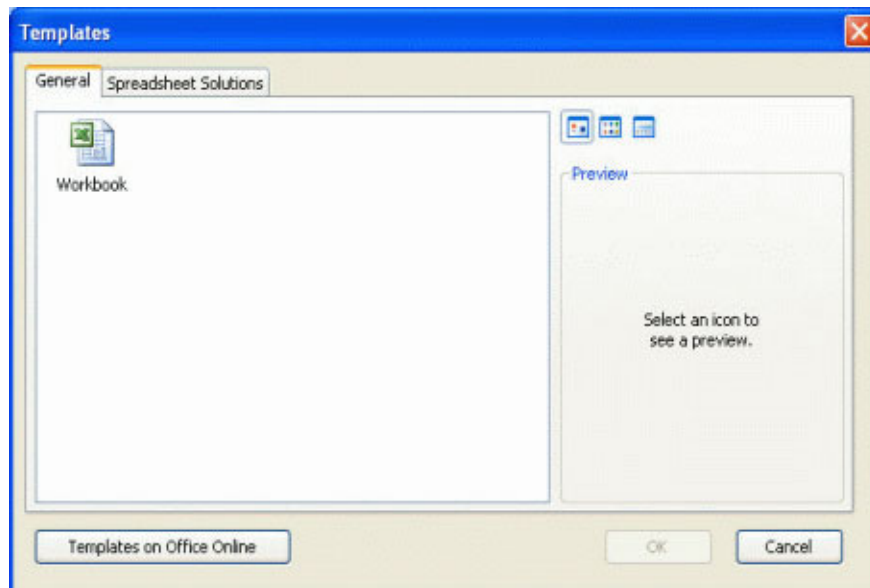 Templates
General
Spreadsheet Solutions
Workbook
Preview
Select an icon to
see a preview.
Templates on Office Online
OK
Cancel